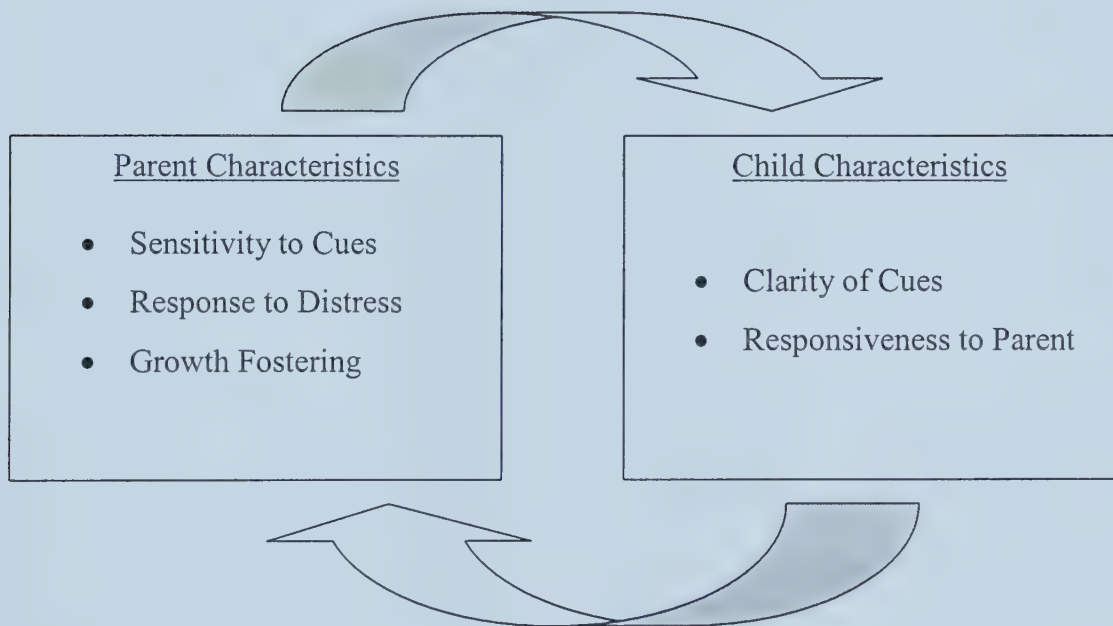 Parent Characteristics
• Sensitivity to Cues
• Response to Distress
• Growth Fostering
Child Characteristics
• Clarity of Cues
• Responsiveness to Parent